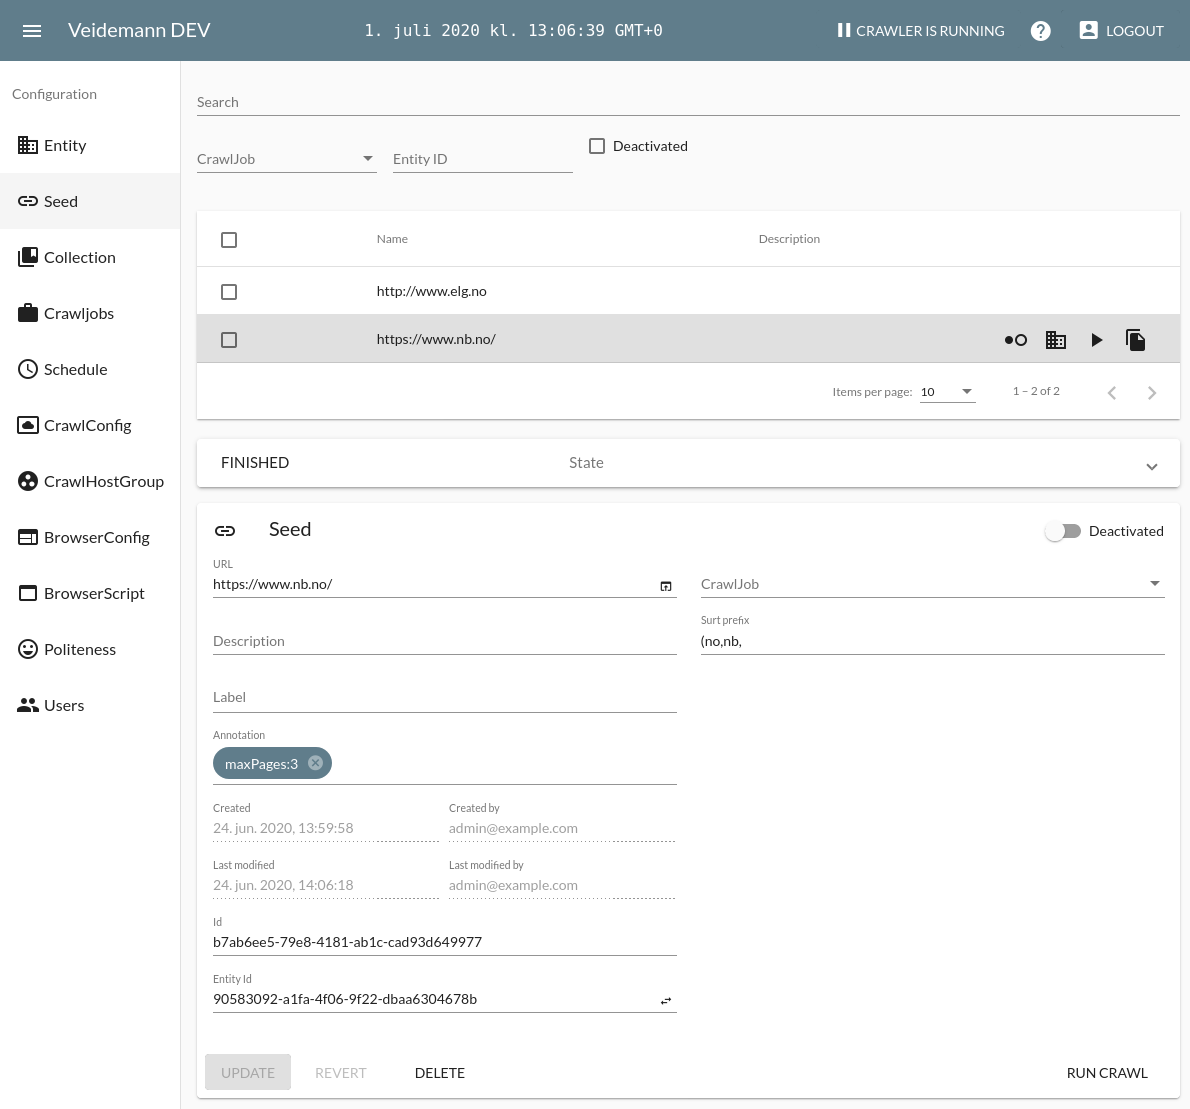 Veidemann DEV
1. juli 2020 kl. 13:06:39 GMT+0
CRAWLER IS RUNNING
LOGOUT
Configuration
Entity
Seed
Collection
Crawljobs
Schedule
CrawlConfig
CrawlHostGroup
BrowserConfig
BrowserScript
Politeness
Users
Search
CrawlJob
Entity ID
Deactivated
Name Description
http://www.elg.no
https://www.nb.no/
Items per page: 10 1 – 2 of 2
FINISHED State
Seed
Deactivated
URL
https://www.nb.no/
CrawlJob
Description
Surt prefix
(no,nb,
Label
Annotation
maxPages:3
Created
24. jun. 2020, 13:59:58
Created by
admin@example.com
Last modified
24. jun. 2020, 14:06:18
Last modified by
admin@example.com
Id
b7ab6ee5-79e8-4181-ab1c-cad93d649977
Entity Id
90583092-a1fa-4f06-9f22-dbaa6304678b
UPDATE REVERT DELETE RUN CRAWL